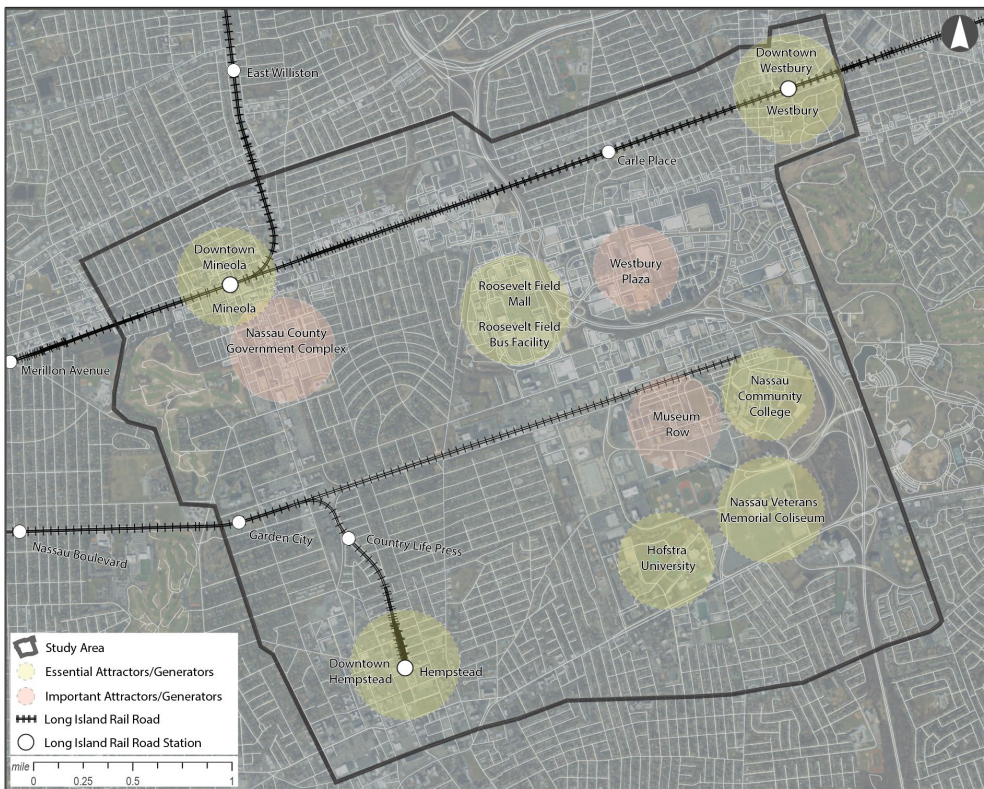 East Williston
Downtown
Westbury
Westbury
Carle Place
Downtown
Mineola
Mineola
Westbury
Plaza
Roosevelt Field
Mall
Roosevelt Field
Bus Facility
Nassau County
Government Complex
Merillon Avenue
Nassau
Community
College
Museum
Row
Nassau Veterans
Memorial Coliseum
Garden City
Country Life Press
Nassau Boulevard
Hofstra
University
Downtown
Hempstead
Hempstead
Study Area
Essential Attractors/Generators
Important Attractors/Generators
Long Island Rail Road
Long Island Rail Road Station
mile
0 0.25 0.5 1